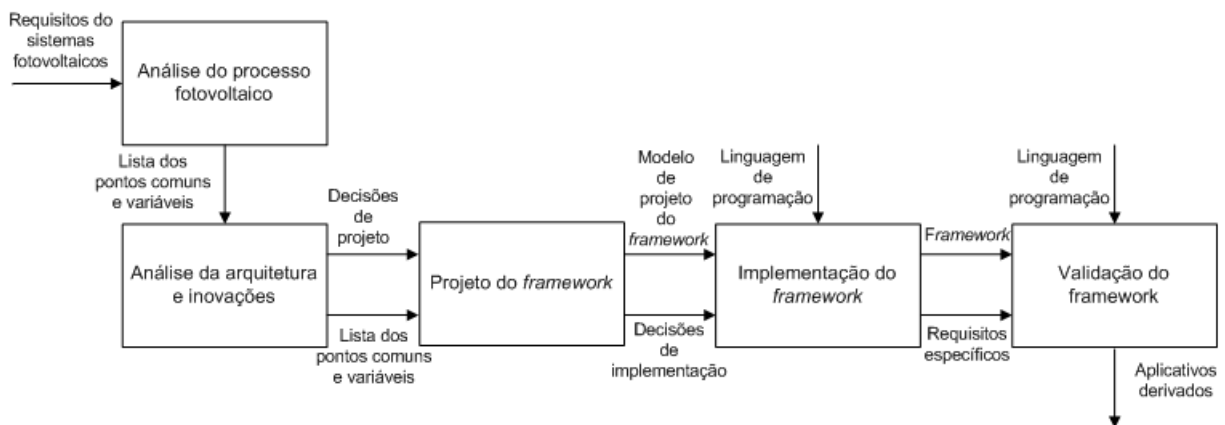 Requisitos do
sistemas
fotovoltaicos
Análise do processo
fotovoltaico
Lista dos
pontos comuns
e variáveis
Análise da arquitetura
e inovações
Decisões
de
projeto
Lista dos
pontos comuns
e variáveis
Projeto do framework
Modelo
de
projeto
do
framework
Decisões
de
implementação
Linguagem
de
programação
Implementação do
framework
Framework
Requisitos
específicos
Linguagem
de
programação
Validação do
framework
Aplicativos
derivados